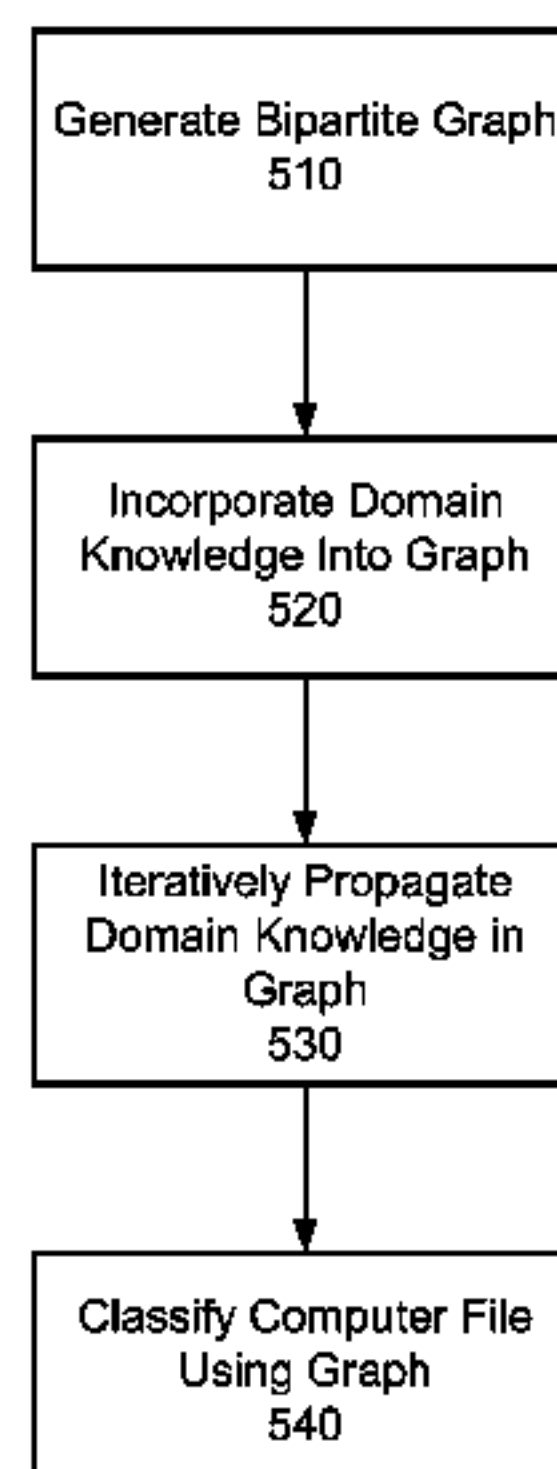 Generate Bipartite Graph
510
Incorporate Domain
Knowledge Into Graph
520
Iteratively Propagate
Domain Knowledge in
Graph
530
Classify Computer File
Using Graph
540